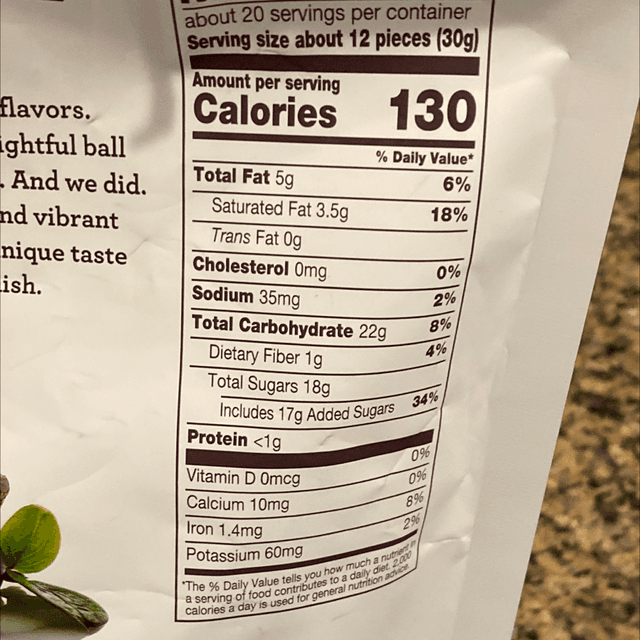 about 20 servings per container
Serving size about 12 pieces (30g)
Amount per serving
Calories 130
% Daily Value*
Total Fat 5g 6%
Saturated Fat 3.5g 18%
Trans Fat 0g
Cholesterol 0mg 0%
Sodium 35mg 2%
Total Carbohydrate 22g 8%
Dietary Fiber 1g 4%
Total Sugars 18g
Includes 17g Added Sugars 34%
Protein <1g
Vitamin D 0mcg 0%
Calcium 10mg 0%
Iron 1.4mg 8%
Potassium 60mg 2%
*The % Daily Value tells you how much a nutrient in
a serving of food contributes to a daily diet. 2,000
calories a day is used for general nutrition advice.
flavors.
ightful ball
. And we did.
nd vibrant
nique taste
ish.